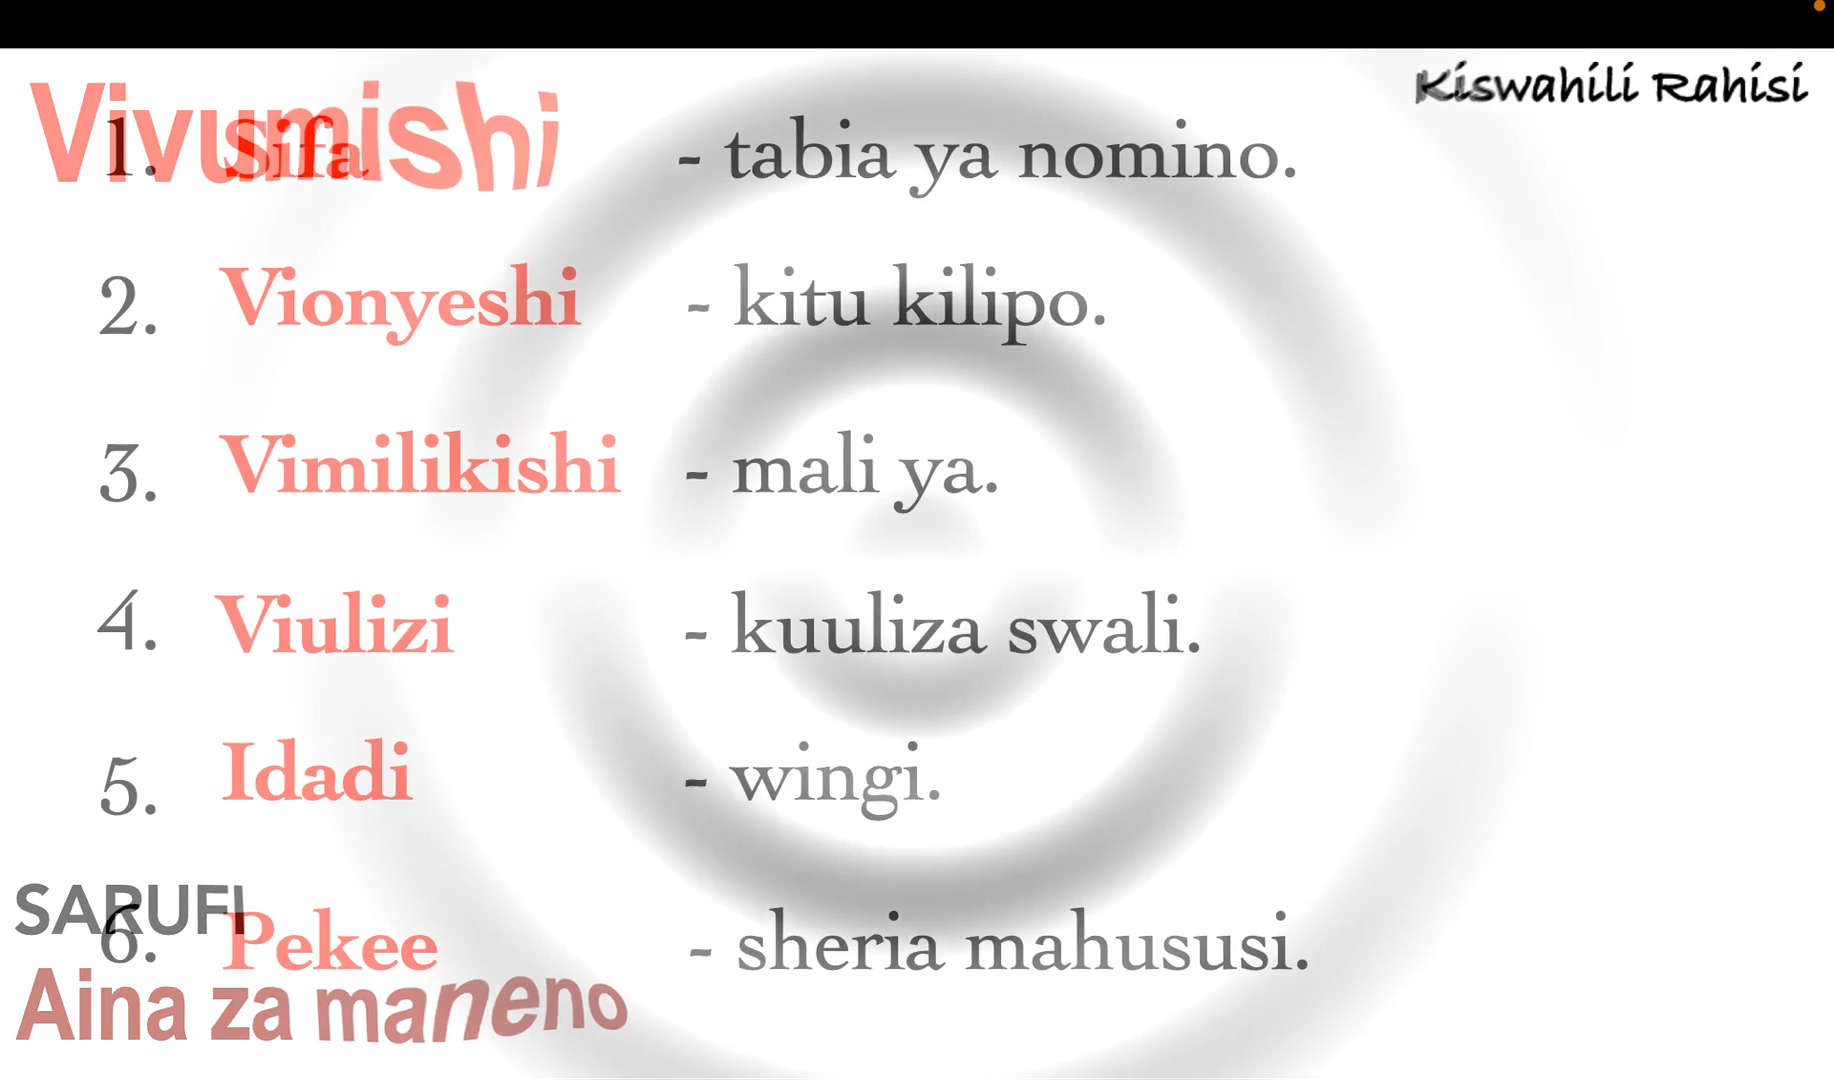 Kiswahili Rahisi
Vivumishi
1. Sifa - tabia ya nomino.
2. Vionyeshi - kitu kilipo.
3. Vimilikishi - mali ya.
4. Viulizi - kuuliza swali.
5. Idadi - wingi.
SARUFI
6. Pekee - sheria mahususi.
Aina za maneno